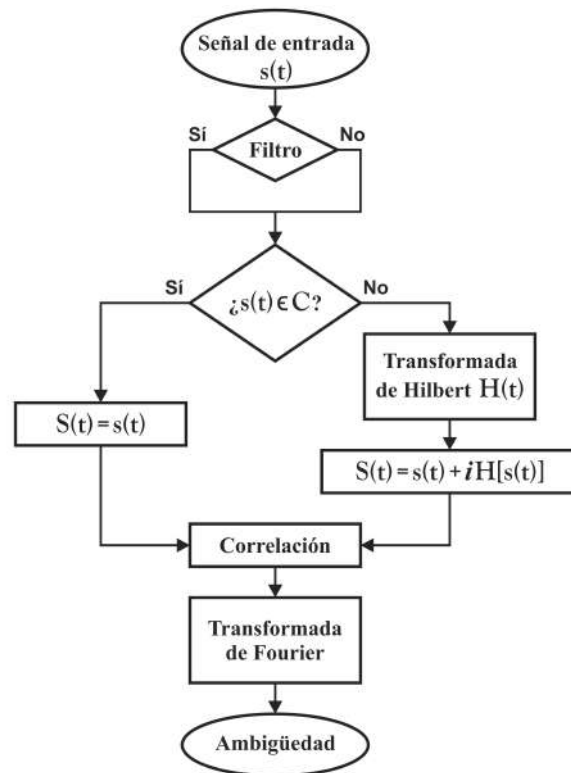 Señal de entrada
s(t)
Sí
No
Filtro
Sí
No
¿s(t) ϵ C?
Transformada
de Hilbert H(t)
S(t) = s(t)
S(t) = s(t) + iH[s(t)]
Correlación
Transformada
de Fourier
Ambigüedad